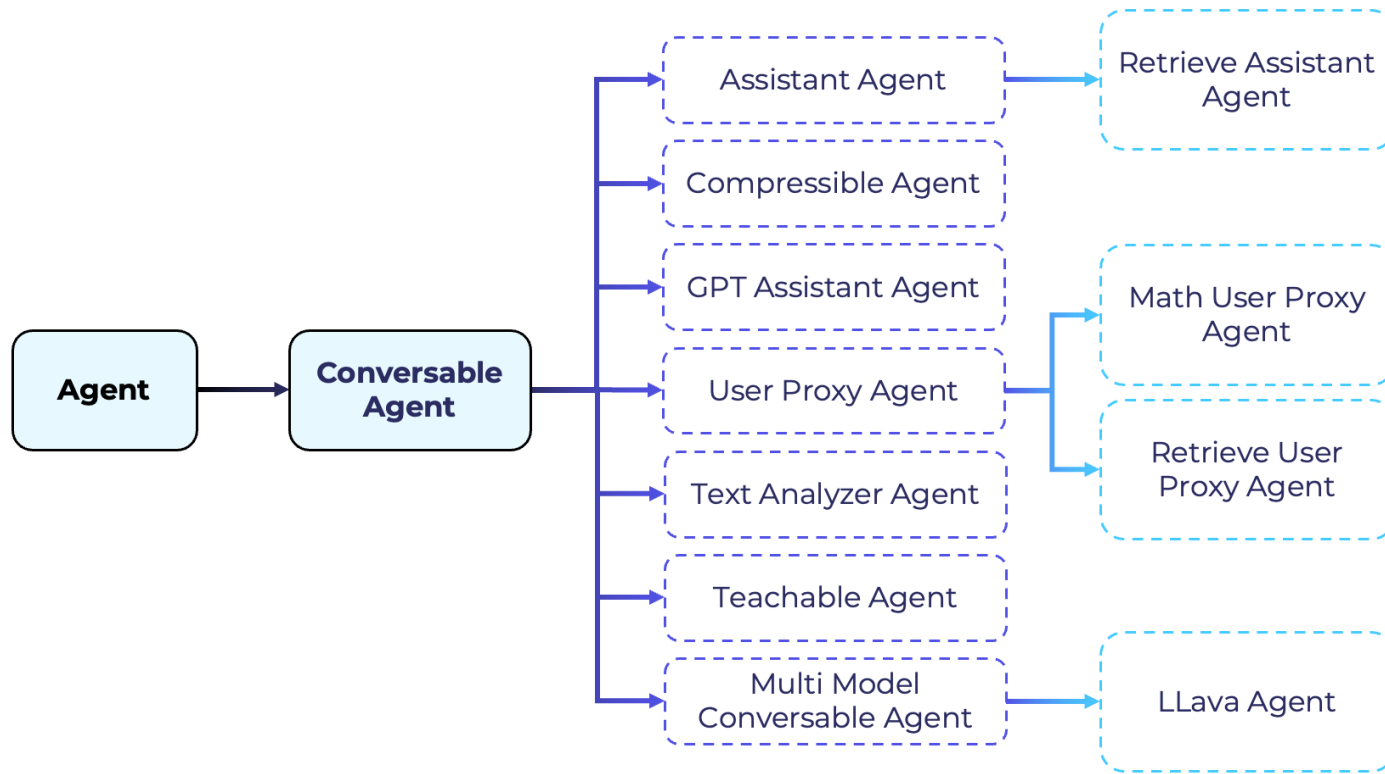 Agent
Conversable
Agent
Assistant Agent
Compressible Agent
GPT Assistant Agent
User Proxy Agent
Text Analyzer Agent
Teachable Agent
Multi Model
Conversable Agent
Retrieve Assistant
Agent
Math User Proxy
Agent
Retrieve User
Proxy Agent
LLava Agent